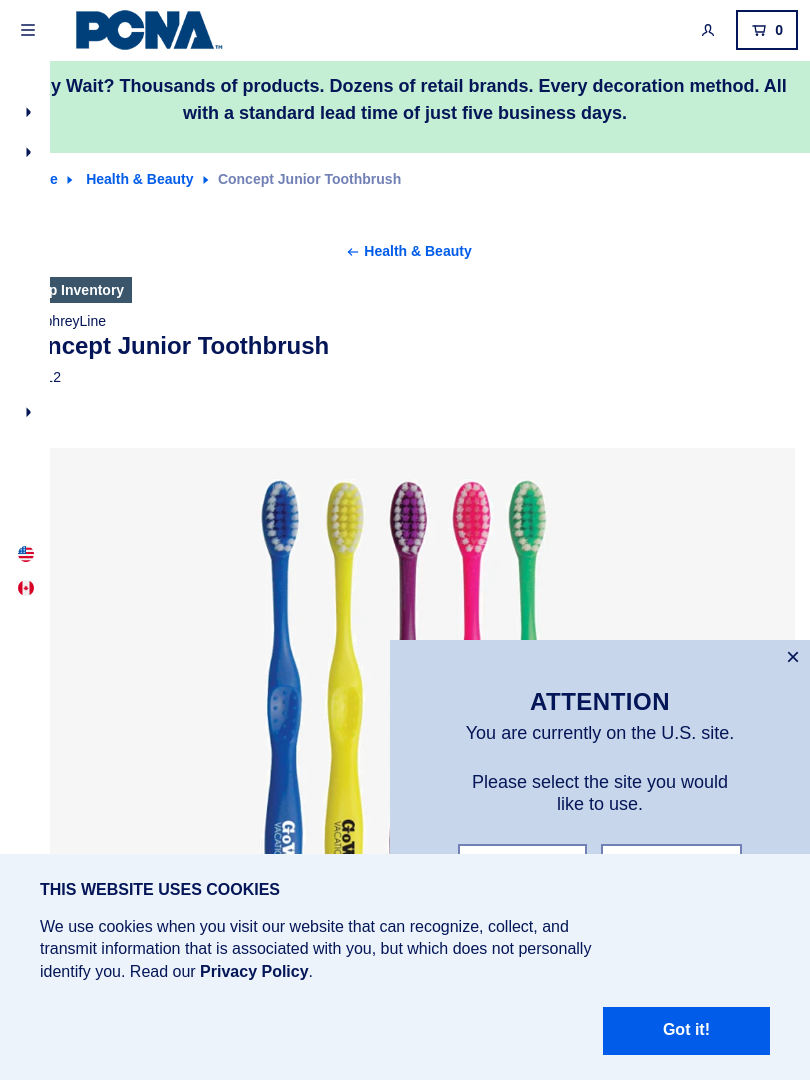 PCNA™
0
y Wait? Thousands of products. Dozens of retail brands. Every decoration method. All
with a standard lead time of just five business days.
e
Health & Beauty
Concept Junior Toothbrush
← Health & Beauty
p Inventory
phreyLine
ncept Junior Toothbrush
12
ATTENTION
You are currently on the U.S. site.
Please select the site you would
like to use.
THIS WEBSITE USES COOKIES
We use cookies when you visit our website that can recognize, collect, and
transmit information that is associated with you, but which does not personally
identify you. Read our Privacy Policy.
Got it!